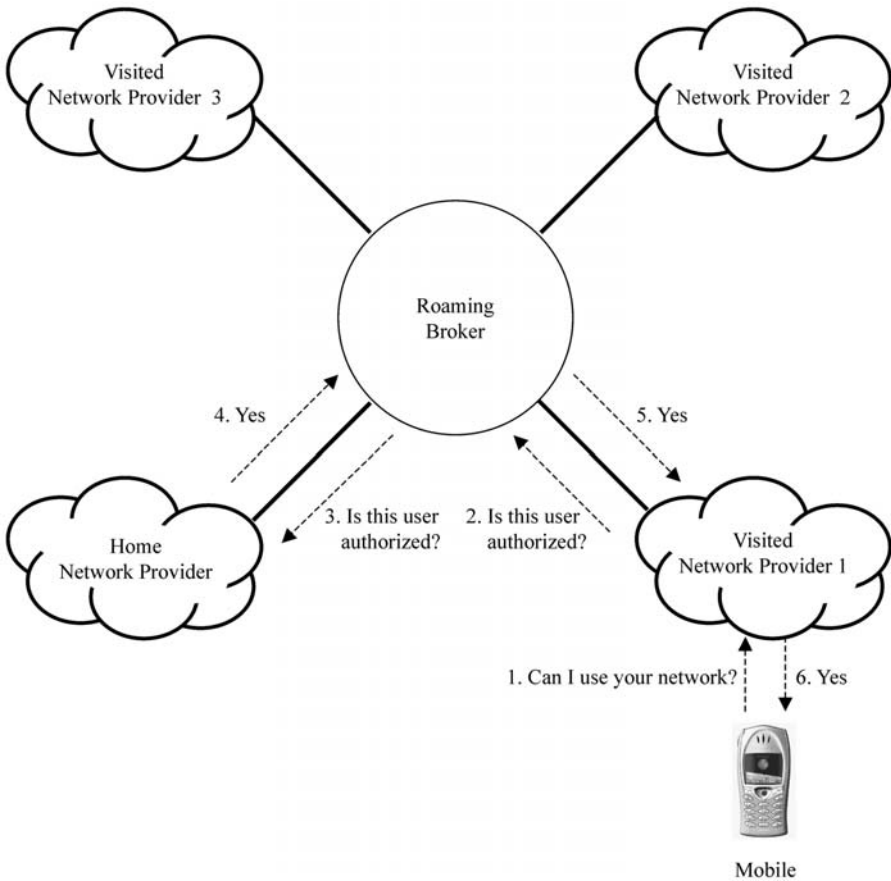 Visited
Network Provider 3
Visited
Network Provider 2
Roaming
Broker
4. Yes
5. Yes
3. Is this user
authorized?
2. Is this user
authorized?
Home
Network Provider
Visited
Network Provider 1
1. Can I use your network?
6. Yes
Mobile